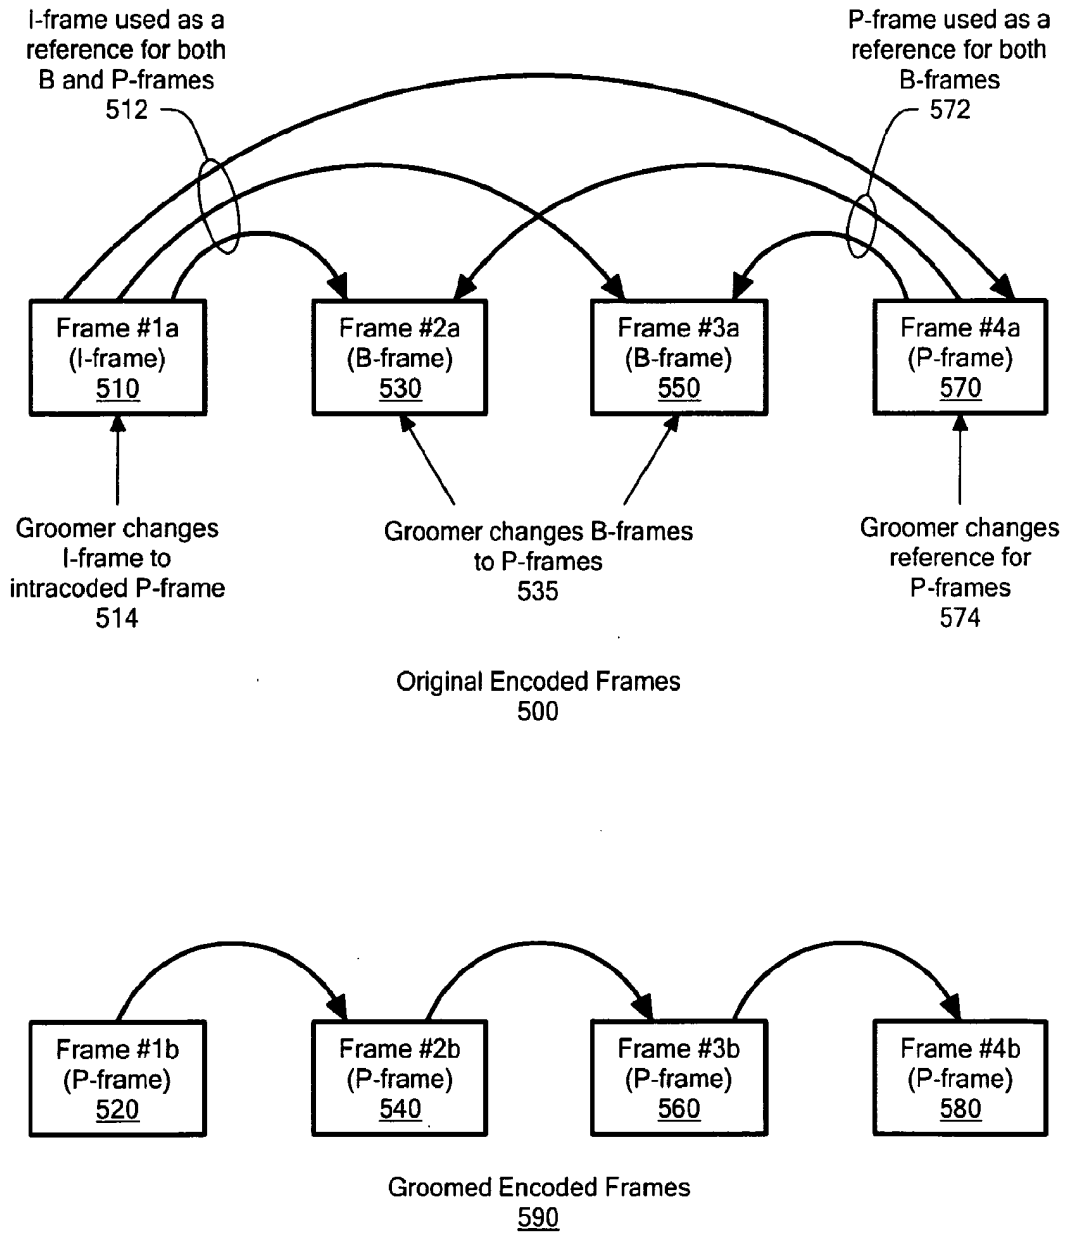 I-frame used as a
reference for both
B and P-frames
512
P-frame used as a
reference for both
B-frames
572
Frame #1a
(I-frame)
510
Frame #2a
(B-frame)
530
Frame #3a
(B-frame)
550
Frame #4a
(P-frame)
570
Groomer changes
I-frame to
intracoded P-frame
514
Groomer changes B-frames
to P-frames
535
Groomer changes
reference for
P-frames
574
Original Encoded Frames
500
Frame #1b
(P-frame)
520
Frame #2b
(P-frame)
540
Frame #3b
(P-frame)
560
Frame #4b
(P-frame)
580
Groomed Encoded Frames
590